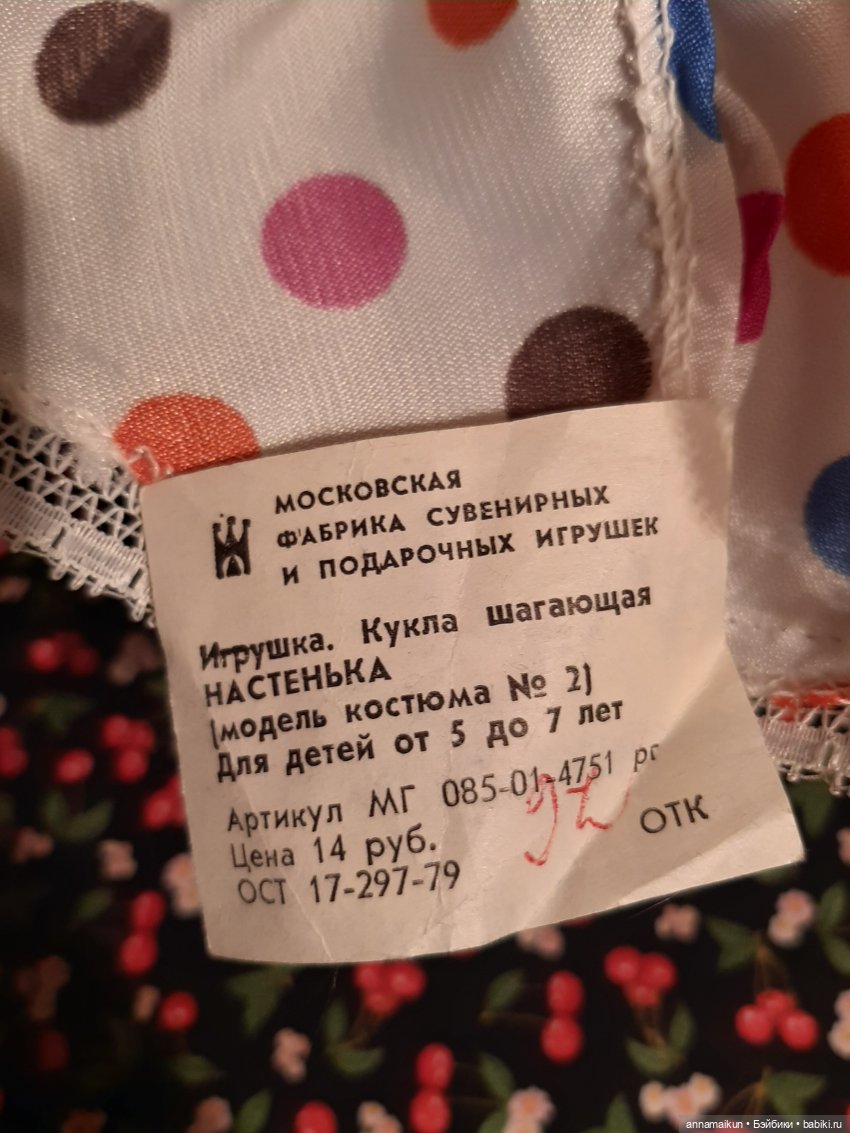 МОСКОВСКАЯ
ФАБРИКА СУВЕНИРНЫХ
И ПОДАРОЧНЫХ ИГРУШЕК
Игрушка. Кукла шагающая
НАСТЕНЬКА
(модель костюма № 2)
Для детей от 5 до 7 лет
Артикул МГ 085-01-4751 рг
Цена 14 руб.
ОТК
ОСТ 17-297-79
annamaikun • Бэйбики • babiki.ru